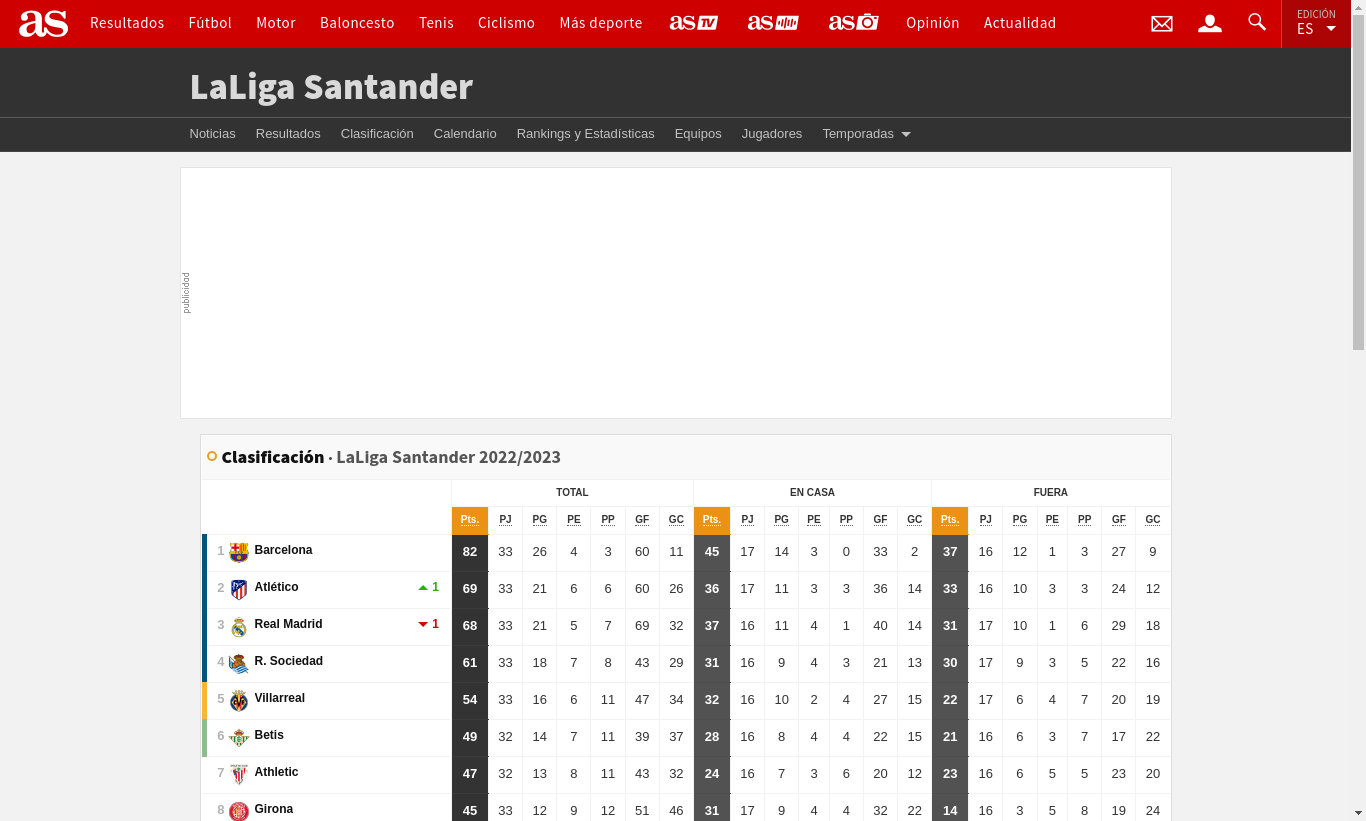 as Resultados Fútbol Motor Baloncesto Tenis Ciclismo Más deporte as TV as as Opinión Actualidad EDICIÓN ES
LaLiga Santander
Noticias Resultados Clasificación Calendario Rankings y Estadísticas Equipos Jugadores Temporadas
publicidad
Clasificación · LaLiga Santander 2022/2023
TOTAL EN CASA FUERA
Pts. PJ PG PE PP GF GC Pts. PJ PG PE PP GF GC Pts. PJ PG PE PP GF GC
1 Barcelona 82 33 26 4 3 60 11 45 17 14 3 0 33 2 37 16 12 1 3 27 9
2 Atlético 1 69 33 21 6 6 60 26 36 17 11 3 3 36 14 33 16 10 3 3 24 12
3 Real Madrid 1 68 33 21 5 7 69 32 37 16 11 4 1 40 14 31 17 10 1 6 29 18
4 R. Sociedad 61 33 18 7 8 43 29 31 16 9 4 3 21 13 30 17 9 3 5 22 16
5 Villarreal 54 33 16 6 11 47 34 32 16 10 2 4 27 15 22 17 6 4 7 20 19
6 Betis 49 32 14 7 11 39 37 28 16 8 4 4 22 15 21 16 6 3 7 17 22
7 Athletic 47 32 13 8 11 43 32 24 16 7 3 6 20 12 23 16 6 5 5 23 20
8 Girona 45 33 12 9 12 51 46 31 17 9 4 4 32 22 14 16 3 5 8 19 24